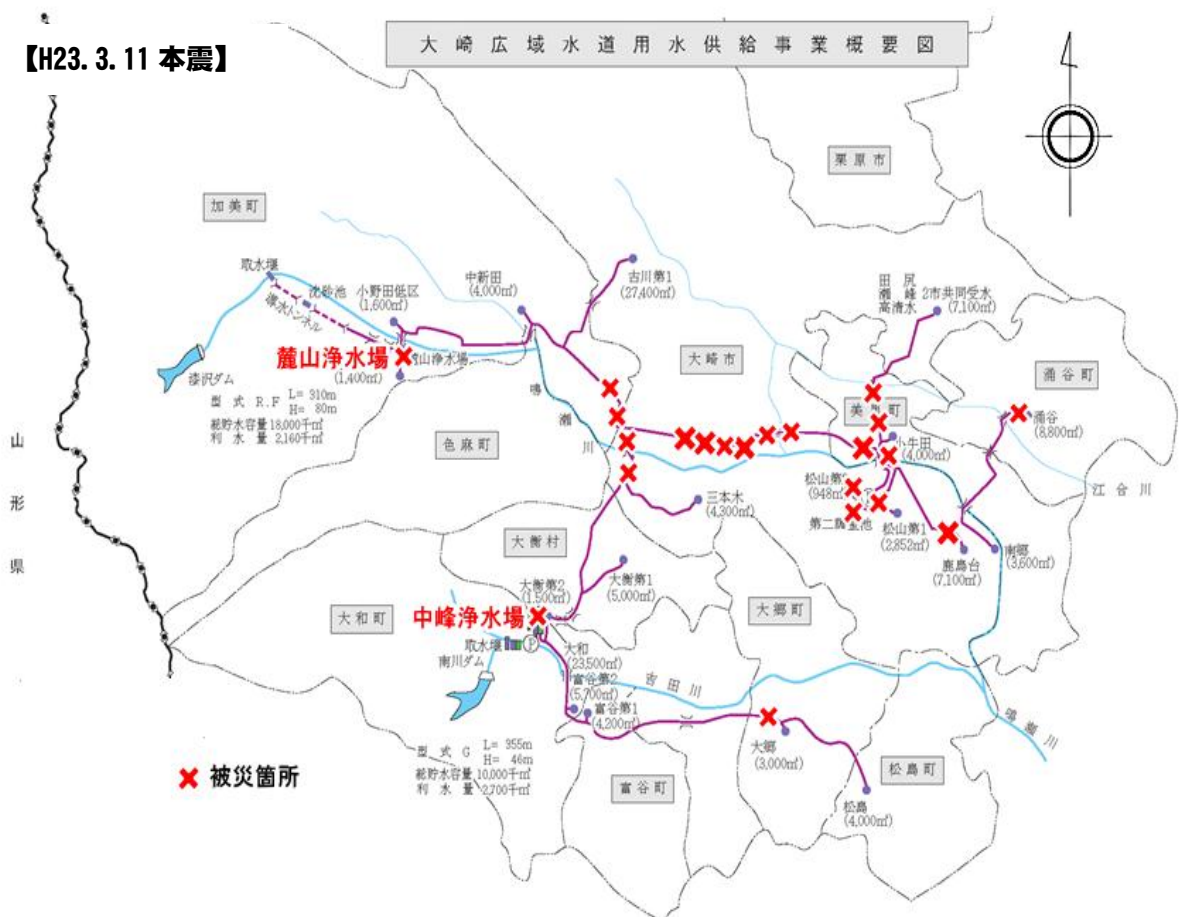 【H23.3.11 本震】
大崎広域水道用水供給事業概要図
栗原市
加美町
取水堰
沈砂池
導水トンネル
小野田低区
(1,600㎥)
中新田
(4,000㎥)
古川第1
(27,400㎥)
田尻
瀬峰
高清水
2市共同受水
(7,100㎥)
大崎市
涌谷町
麓山浄水場
山浄水場
(1,400㎥)
漆沢ダム
型式 R.F L= 310m
H= 80m
総貯水容量 18,000千㎥
利水量 2,160千㎥
鳴瀬川
美
町
涌谷
(8,800㎥)
小牛田
(4,000㎥)
山形県
色麻町
松山第
(948㎥)
江合川
三本木
(4,300㎥)
第二
池
松山第1
(2,852㎥)
鹿島台
(7,100㎥)
南郷
(3,600㎥)
大衡村
大衡第2
(1,500㎥)
大衡第1
(5,000㎥)
大郷町
大和町
中峰浄水場
取水堰
P
南川ダム
大和
(23,500㎥)
富谷第2
(5,700㎥)
吉田川
富谷第1
(4,200㎥)
鳴瀬川
型式 G L= 355m
H= 46m
総貯水容量 10,000千㎥
利水量 2,700千㎥
大郷
(3,000㎥)
松島町
被災箇所
富谷町
松島
(4,000㎥)